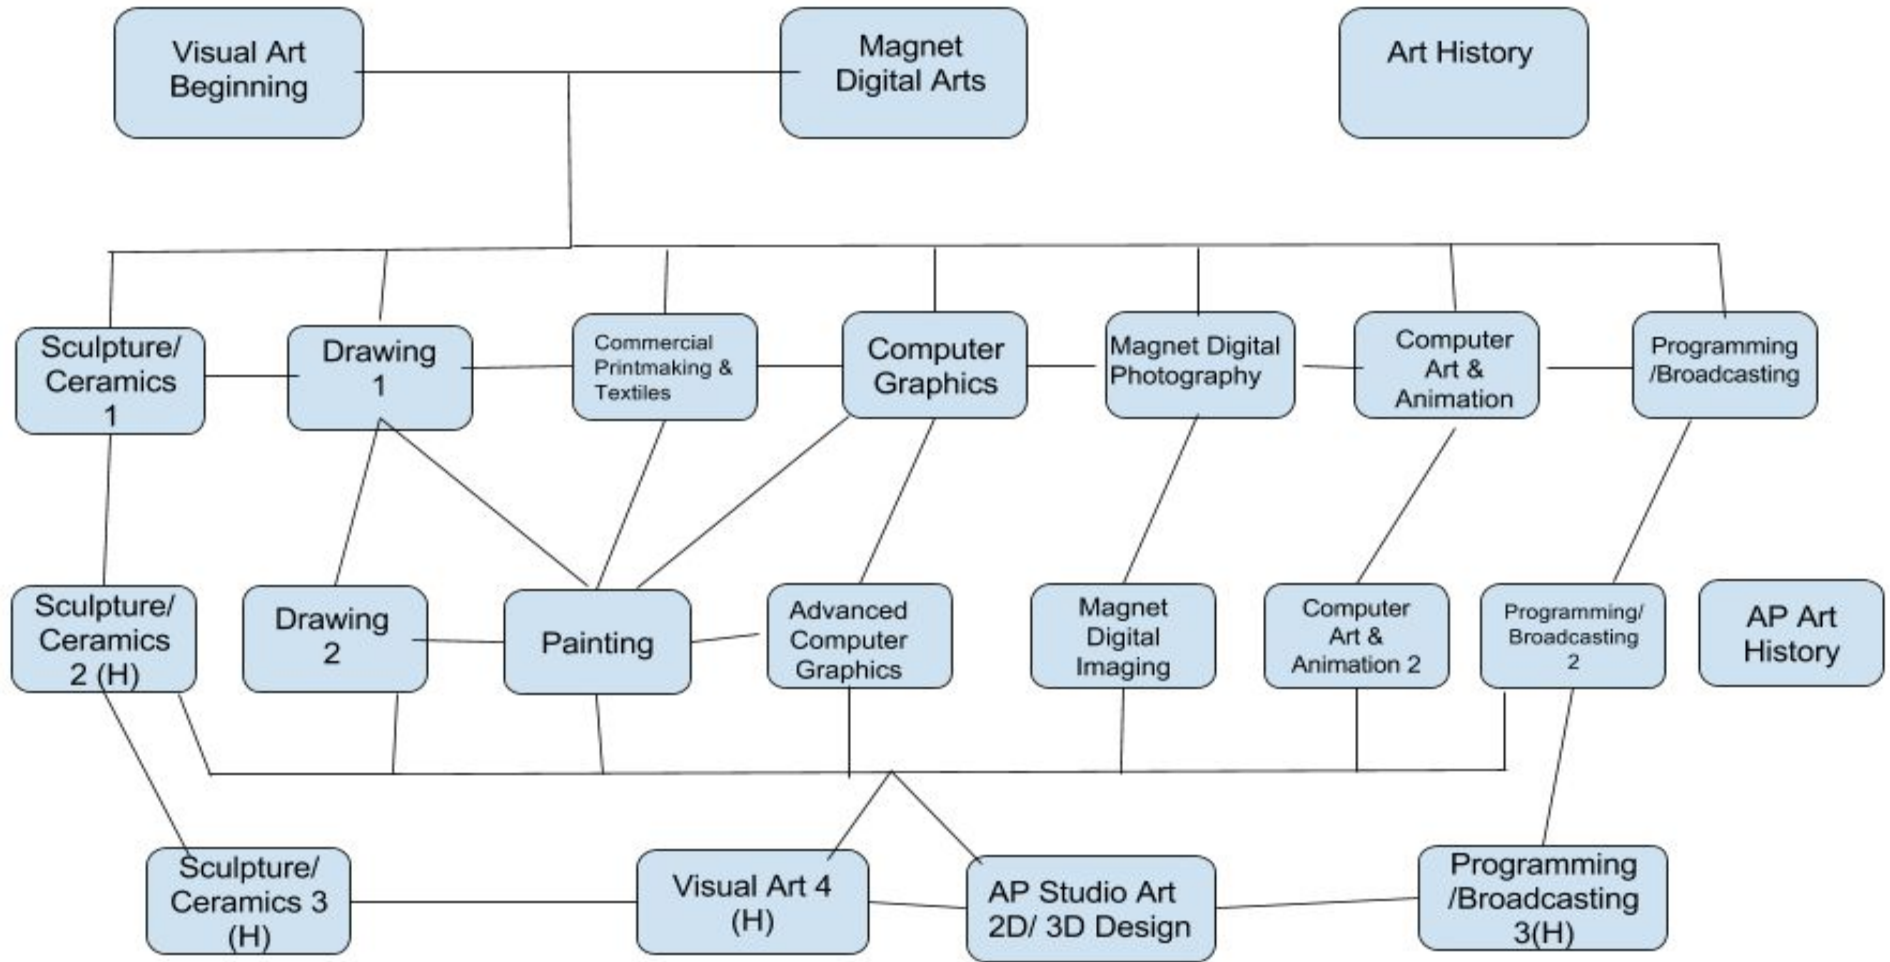 Visual Art
Beginning
Magnet
Digital Arts
Art History
Sculpture/
Ceramics
1
Drawing
1
Commercial
Printmaking &
Textiles
Computer
Graphics
Magnet Digital
Photography
Computer
Art &
Animation
Programming
/Broadcasting
Sculpture/
Ceramics
2 (H)
Drawing
2
Painting
Advanced
Computer
Graphics
Magnet
Digital
Imaging
Computer
Art &
Animation 2
Programming/
Broadcasting
2
AP Art
History
Sculpture/
Ceramics 3
(H)
Visual Art 4
(H)
AP Studio Art
2D/ 3D Design
Programming
/Broadcasting
3(H)